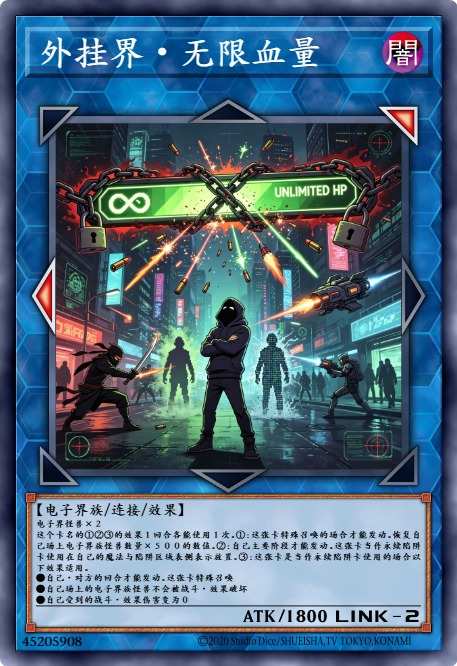 外挂界·无限血量
闇
UNLIMITED HP
【电子界族/连接/效果】
电子界怪兽×2
这个卡名的①②③的效果1回合各能使用1次。①:这张卡特殊召唤的场合才能发动。恢复自
己场上电子界族怪兽数量×500的数值。②:自己主要阶段才能发动。这张卡当作永续陷阱
卡使用在自己的魔法与陷阱区域表侧表示放置。③:这张卡是当作永续陷阱卡使用的场合以
下效果适用。
●自己·对方的回合才能发动。这张卡特殊召唤
●自己场上的电子界族怪兽不会被战斗·效果破坏
●自己受到的战斗·效果伤害变为0
ATK/1800 LINK-2
45205908
©2020 Studio Dice/SHUEISHA,TV TOKYO,KONAMI